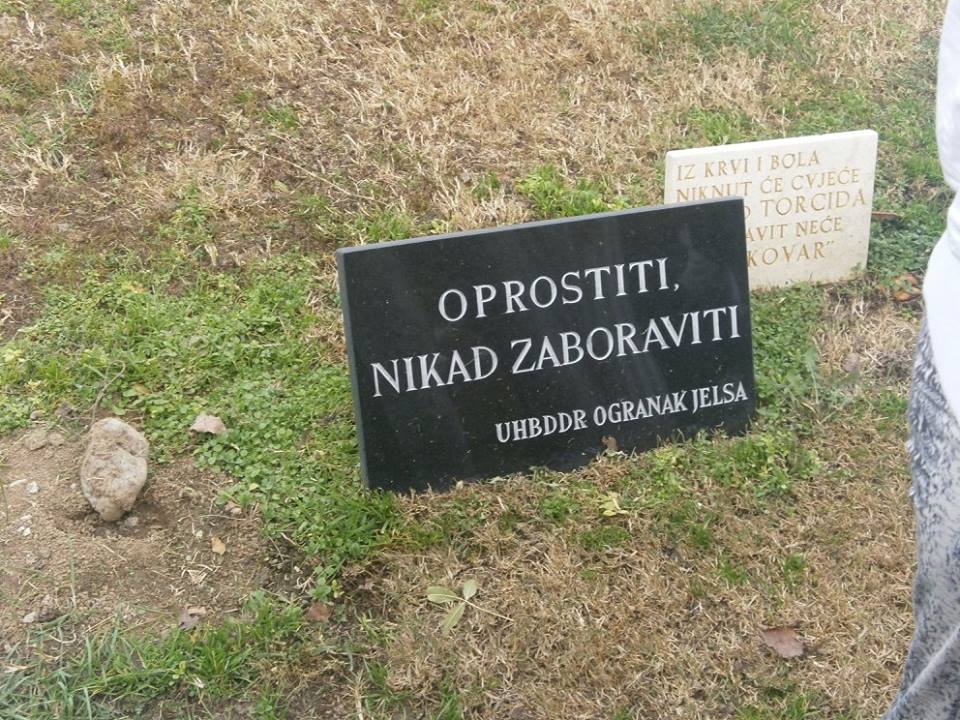 OPROSTITI,
NIKAD ZABORAVITI
UHBDDR OGRANAK JELSA
IZ KRVI I BOLA
NIKNUT ĆE CVJEĆE
TORCIDA
NEĆE